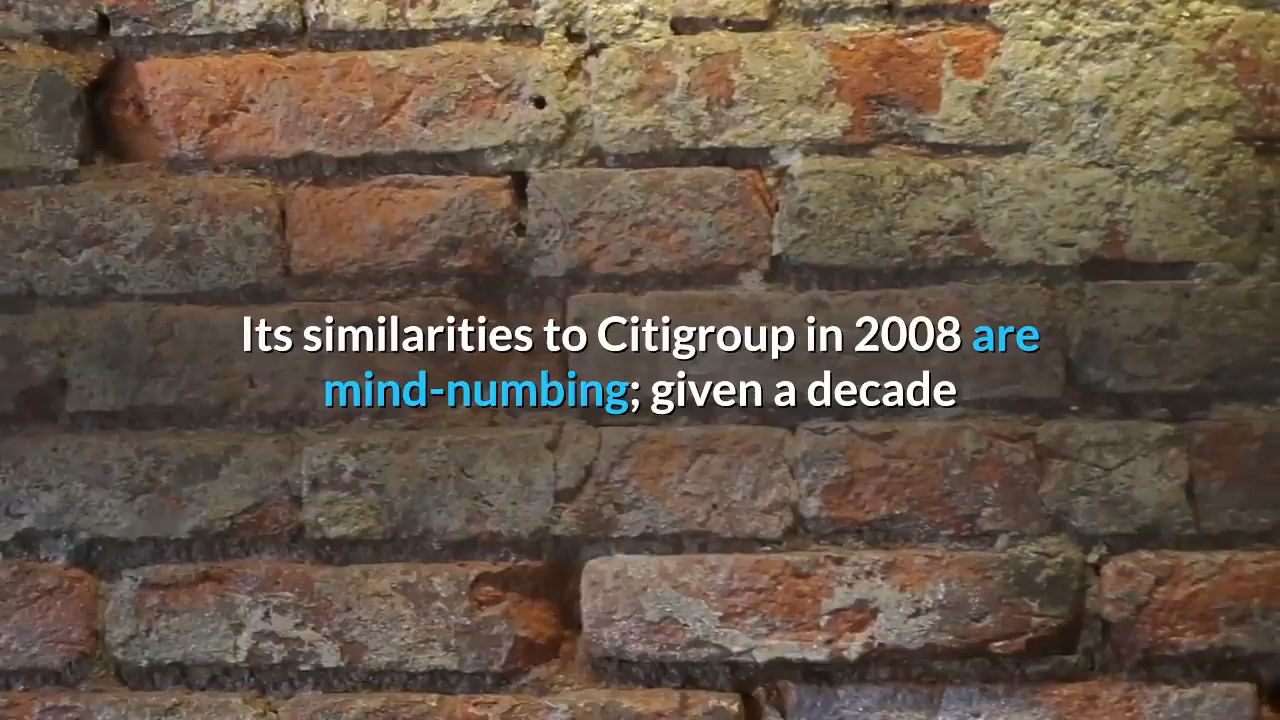 Its similarities to Citigroup in 2008 are
mind-numbing; given a decade